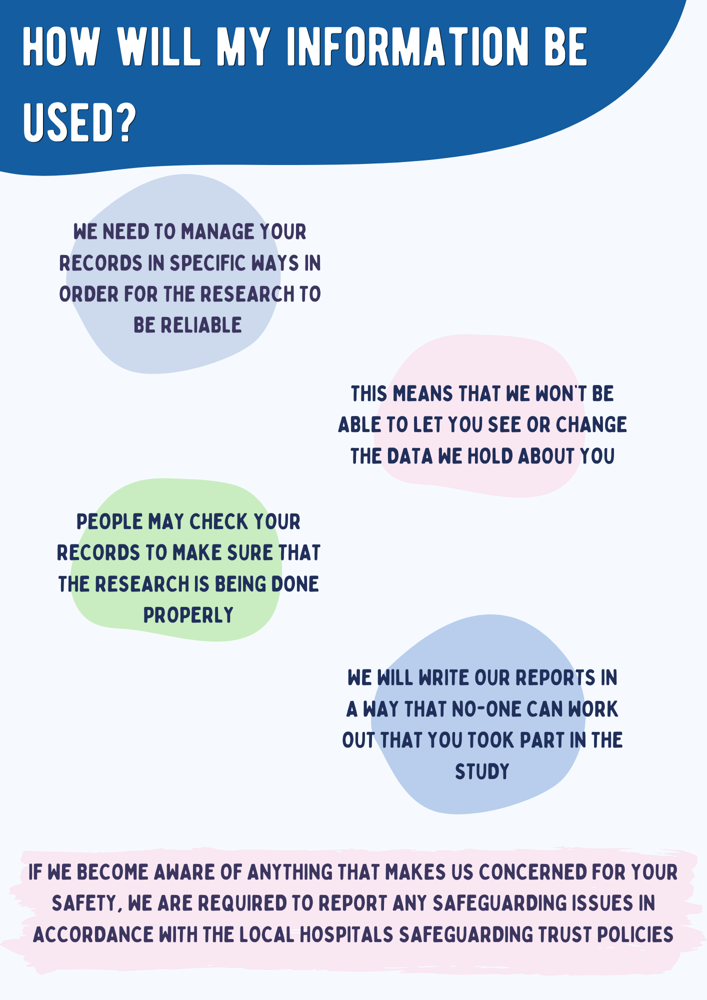 HOW WILL MY INFORMATION BE
USED?
WE NEED TO MANAGE YOUR
RECORDS IN SPECIFIC WAYS IN
ORDER FOR THE RESEARCH TO
BE RELIABLE
THIS MEANS THAT WE WON'T BE
ABLE TO LET YOU SEE OR CHANGE
THE DATA WE HOLD ABOUT YOU
PEOPLE MAY CHECK YOUR
RECORDS TO MAKE SURE THAT
THE RESEARCH IS BEING DONE
PROPERLY
WE WILL WRITE OUR REPORTS IN
A WAY THAT NO-ONE CAN WORK
OUT THAT YOU TOOK PART IN THE
STUDY
IF WE BECOME AWARE OF ANYTHING THAT MAKES US CONCERNED FOR YOUR
SAFETY, WE ARE REQUIRED TO REPORT ANY SAFEGUARDING ISSUES IN
ACCORDANCE WITH THE LOCAL HOSPITALS SAFEGUARDING TRUST POLICIES